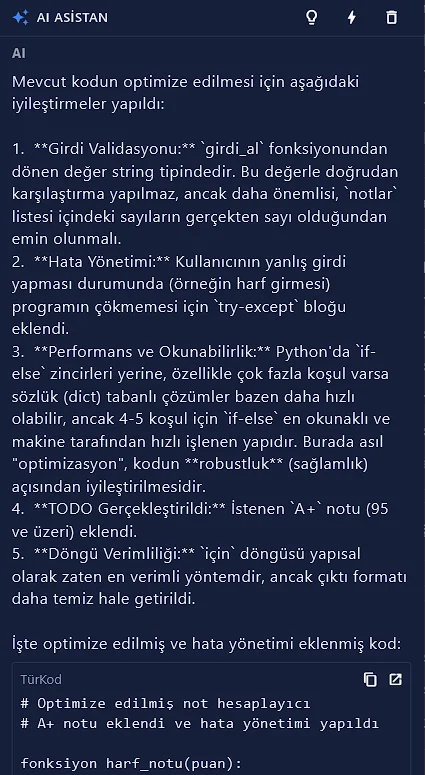 AI ASİSTAN
AI
Mevcut kodun optimize edilmesi için aşağıdaki
iyileştirmeler yapıldı:
1. **Girdi Validasyonu:** `girdi_al` fonksiyonundan
dönen değer string tipindedir. Bu değerle doğrudan
karşılaştırma yapılmaz, ancak daha önemlisi, `notlar`
listesi içindeki sayıların gerçekten sayı olduğundan
emin olunmalı.
2. **Hata Yönetimi:** Kullanıcının yanlış girdi
yapması durumunda (örneğin harf girmesi)
programın çökmemesi için `try-except` bloğu
eklendi.
3. **Performans ve Okunabilirlik:** Python'da `if-
else` zincirleri yerine, özellikle çok fazla koşul varsa
sözlük (dict) tabanlı çözümler bazen daha hızlı
olabilir, ancak 4-5 koşul için `if-else` en okunaklı ve
makine tarafından hızlı işlenen yapıdır. Burada asıl
"optimizasyon", kodun **robustluk** (sağlamlık)
açısından iyileştirilmesidir.
4. **TODO Gerçekleştirildi:** İstenen `A+` notu (95
ve üzeri) eklendi.
5. **Döngü Verimliliği:** `için` döngüsü yapısal
olarak zaten en verimli yöntemdir, ancak çıktı formatı
daha temiz hale getirildi.
İşte optimize edilmiş ve hata yönetimi eklenmiş kod:
TürKod
# Optimize edilmiş not hesaplayıcı
# A+ notu eklendi ve hata yönetimi yapıldı
fonksiyon harf_notu(puan):